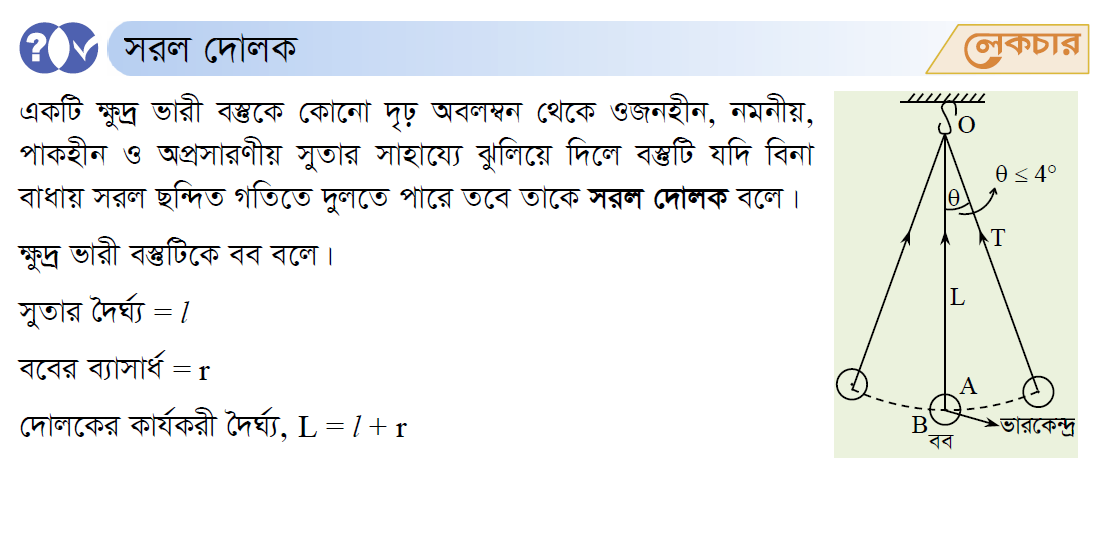 সরল দোলক
লেকচার
একটি ক্ষুদ্র ভারী বস্তুকে কোনো দৃঢ় অবলম্বন থেকে ওজনহীন, নমনীয়,
পাকহীন ও অপ্রসারণীয় সুতার সাহায্যে ঝুলিয়ে দিলে বস্তুটি যদি বিনা
বাধায় সরল ছন্দিত গতিতে দুলতে পারে তবে তাকে সরল দোলক বলে।
ক্ষুদ্র ভারী বস্তুটিকে বব বলে।
সুতার দৈর্ঘ্য = l
ববের ব্যাসার্ধ = r
দোলকের কার্যকরী দৈর্ঘ্য, L = l + r
O
θ ≤ 4°
θ
T
L
A
B
বব
ভারকেন্দ্র